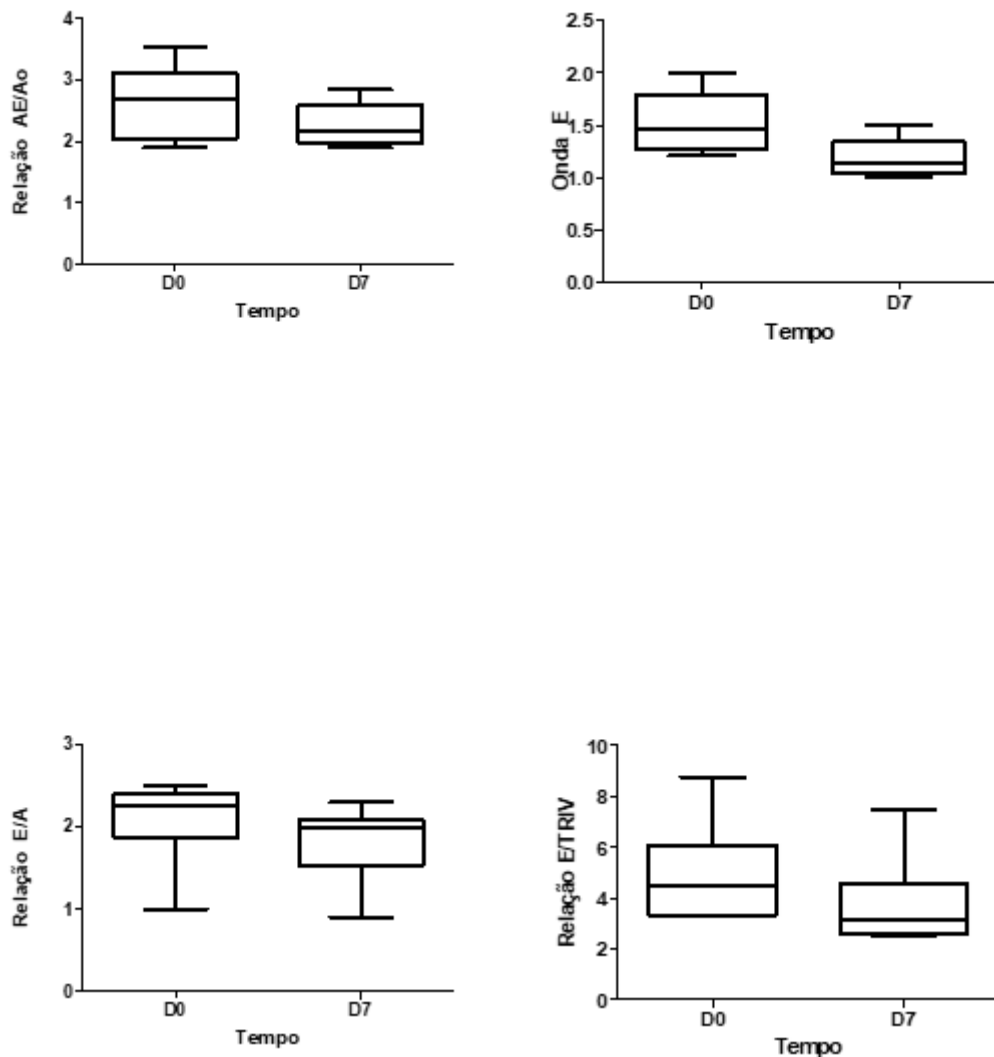 Relação AE/Ao
4
3
2
1
0
D0 D7
Tempo
Onda E
2.5
2.0
1.5
1.0
0.5
0.0
D0 D7
Tempo
Relação E/A
3
2
1
0
D0 D7
Tempo
Relação E/TRIV
10
8
6
4
2
0
D0 D7
Tempo